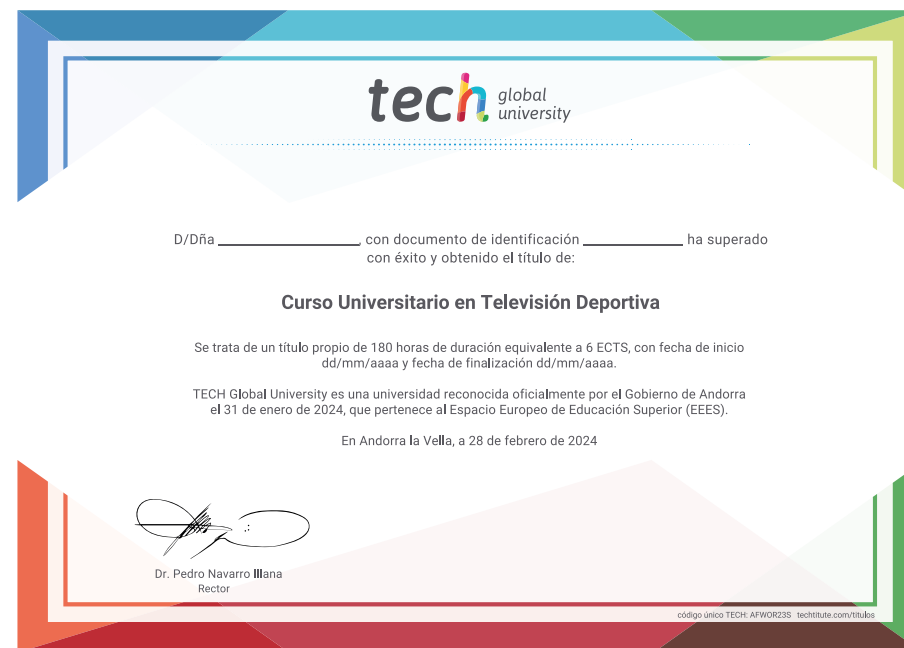 tech global university
D/Dña ____________, con documento de identificación ____________ ha superado
con éxito y obtenido el título de:
Curso Universitario en Televisión Deportiva
Se trata de un título propio de 180 horas de duración equivalente a 6 ECTS, con fecha de inicio
dd/mm/aaaa y fecha de finalización dd/mm/aaaa.
TECH Global University es una universidad reconocida oficialmente por el Gobierno de Andorra
el 31 de enero de 2024, que pertenece al Espacio Europeo de Educación Superior (EEES).
En Andorra la Vella, a 28 de febrero de 2024
Dr. Pedro Navarro Illana
Rector
código único TECH: AFWOR23S techtitute.com/titulos